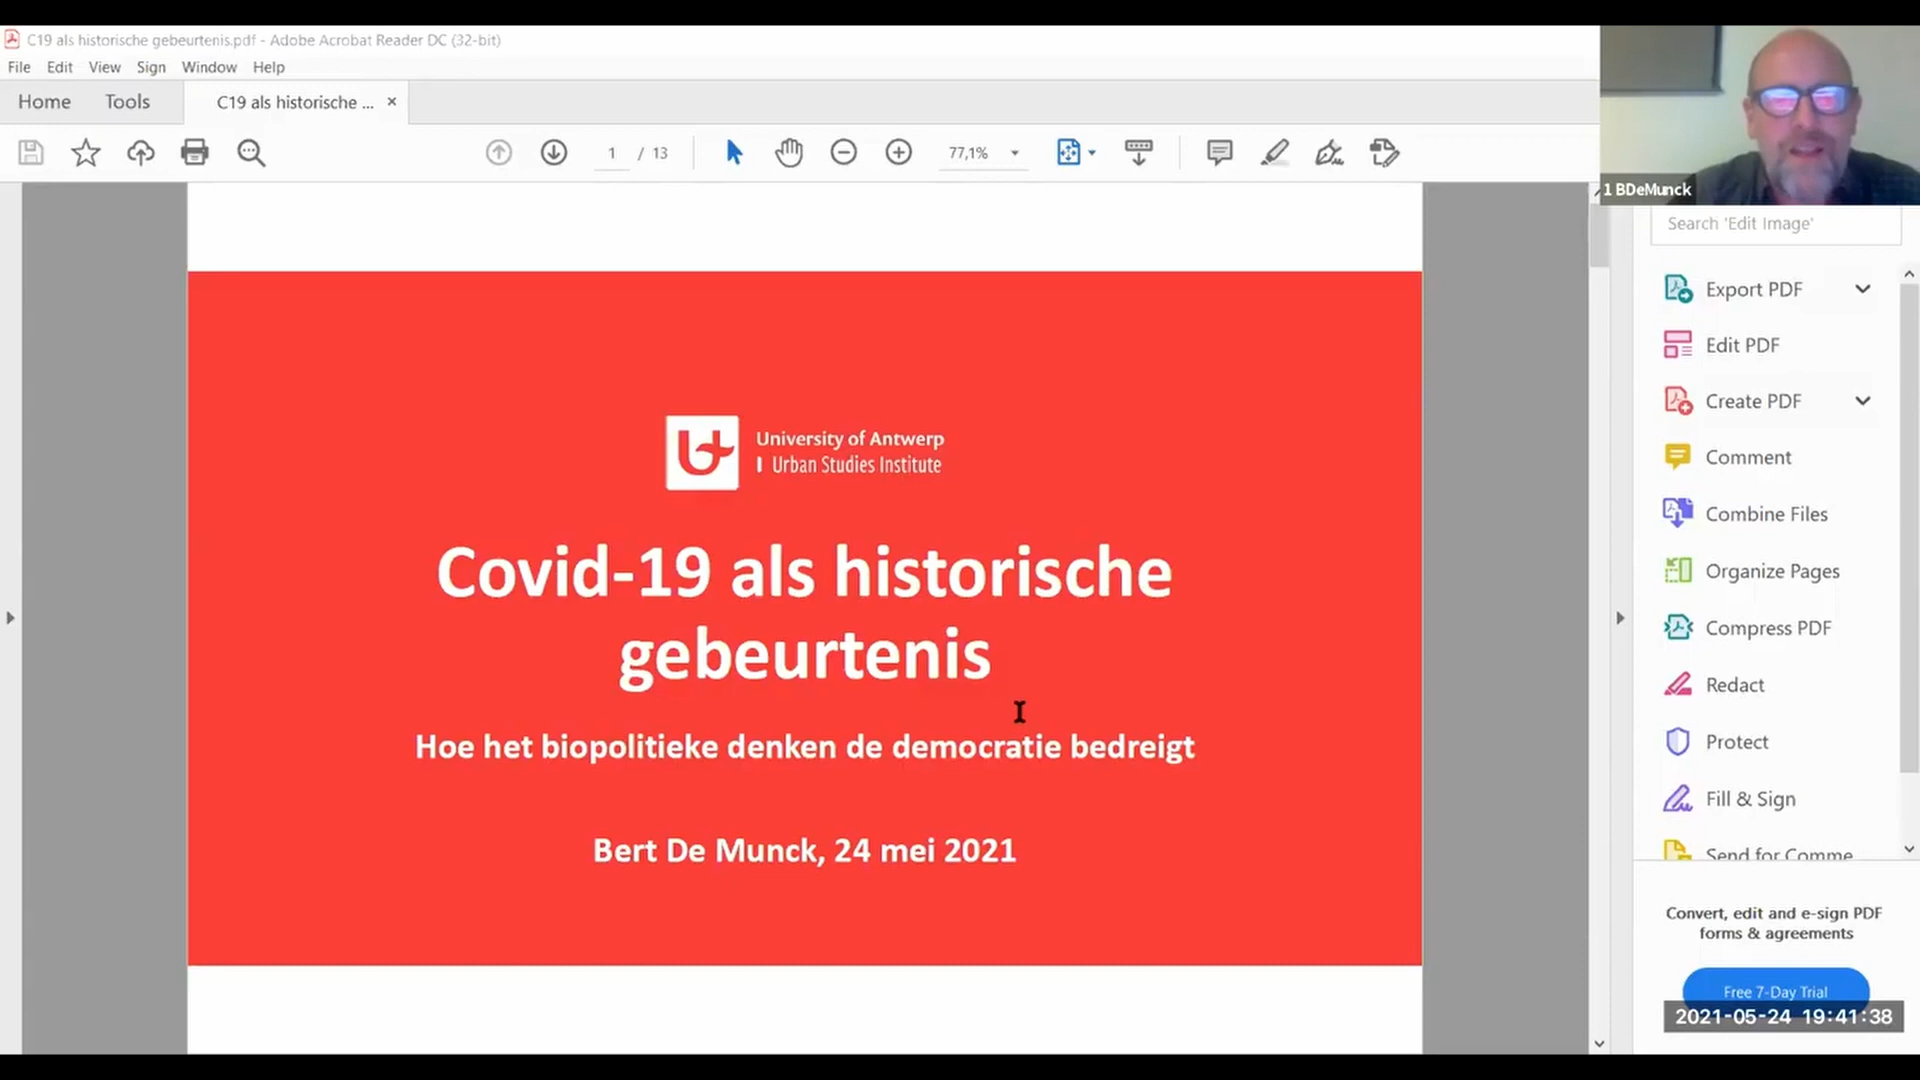 C19 als historische gebeurtenis.pdf - Adobe Acrobat Reader DC (32-bit)
File Edit View Sign Window Help
Home Tools C19 als historische ... ×
1 / 13 77,1%
1 BDeMunck
Search 'Edit Image'
Export PDF
Edit PDF
Create PDF
Comment
Combine Files
Organize Pages
Compress PDF
Redact
Protect
Fill & Sign
Send for Comme
Convert, edit and e-sign PDF
forms & agreements
Free 7-Day Trial
2021-05-24 19:41:38
University of Antwerp
Urban Studies Institute
Covid-19 als historische
gebeurtenis
Hoe het biopolitieke denken de democratie bedreigt
Bert De Munck, 24 mei 2021